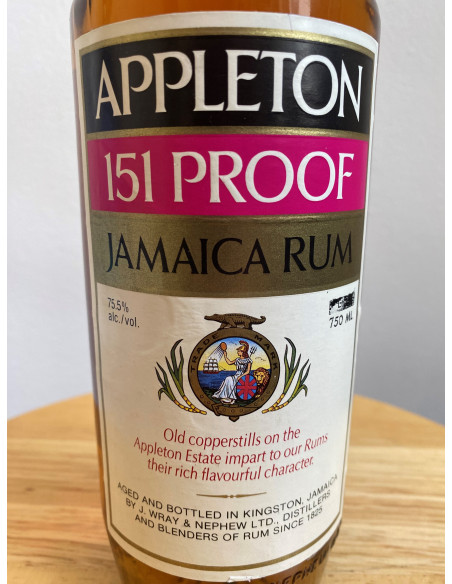 APPLETON
151 PROOF
JAMAICA RUM
75.5%
alc./vol.
750 ML
TRADE MARK
Old copperstills on the
Appleton Estate impart to our Rums
their rich flavourful character.
AGED AND BOTTLED IN KINGSTON, JAMAICA
BY J. WRAY & NEPHEW LTD., DISTILLERS
AND BLENDERS OF RUM SINCE 1825